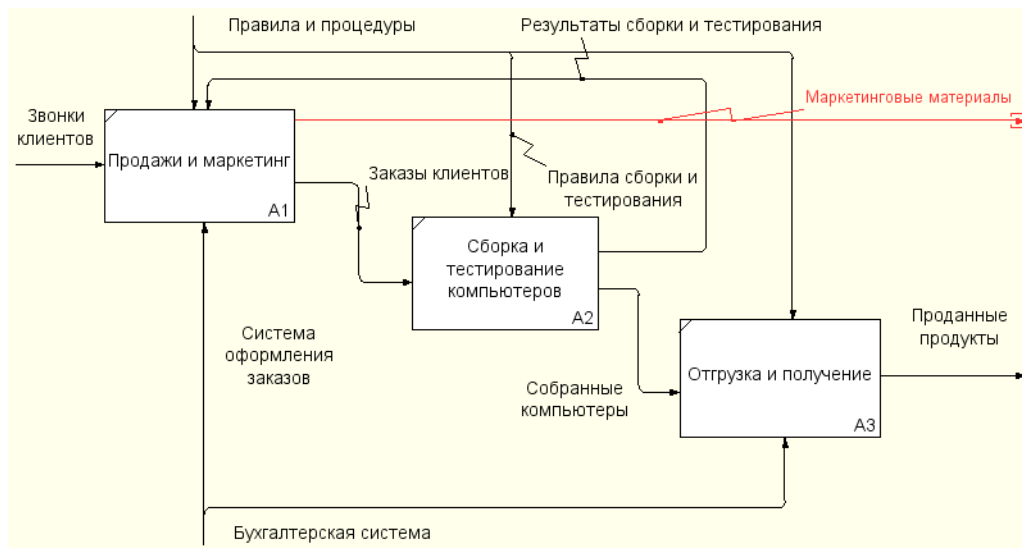 Правила и процедуры
Результаты сборки и тестирования
Маркетинговые материалы
Звонки
клиентов
Продажи и маркетинг
A1
Заказы клиентов
Правила сборки и
тестирования
Сборка и
тестирование
компьютеров
A2
Система
оформления
заказов
Собранные
компьютеры
Отгрузка и получение
A3
Проданные
продукты
Бухгалтерская система